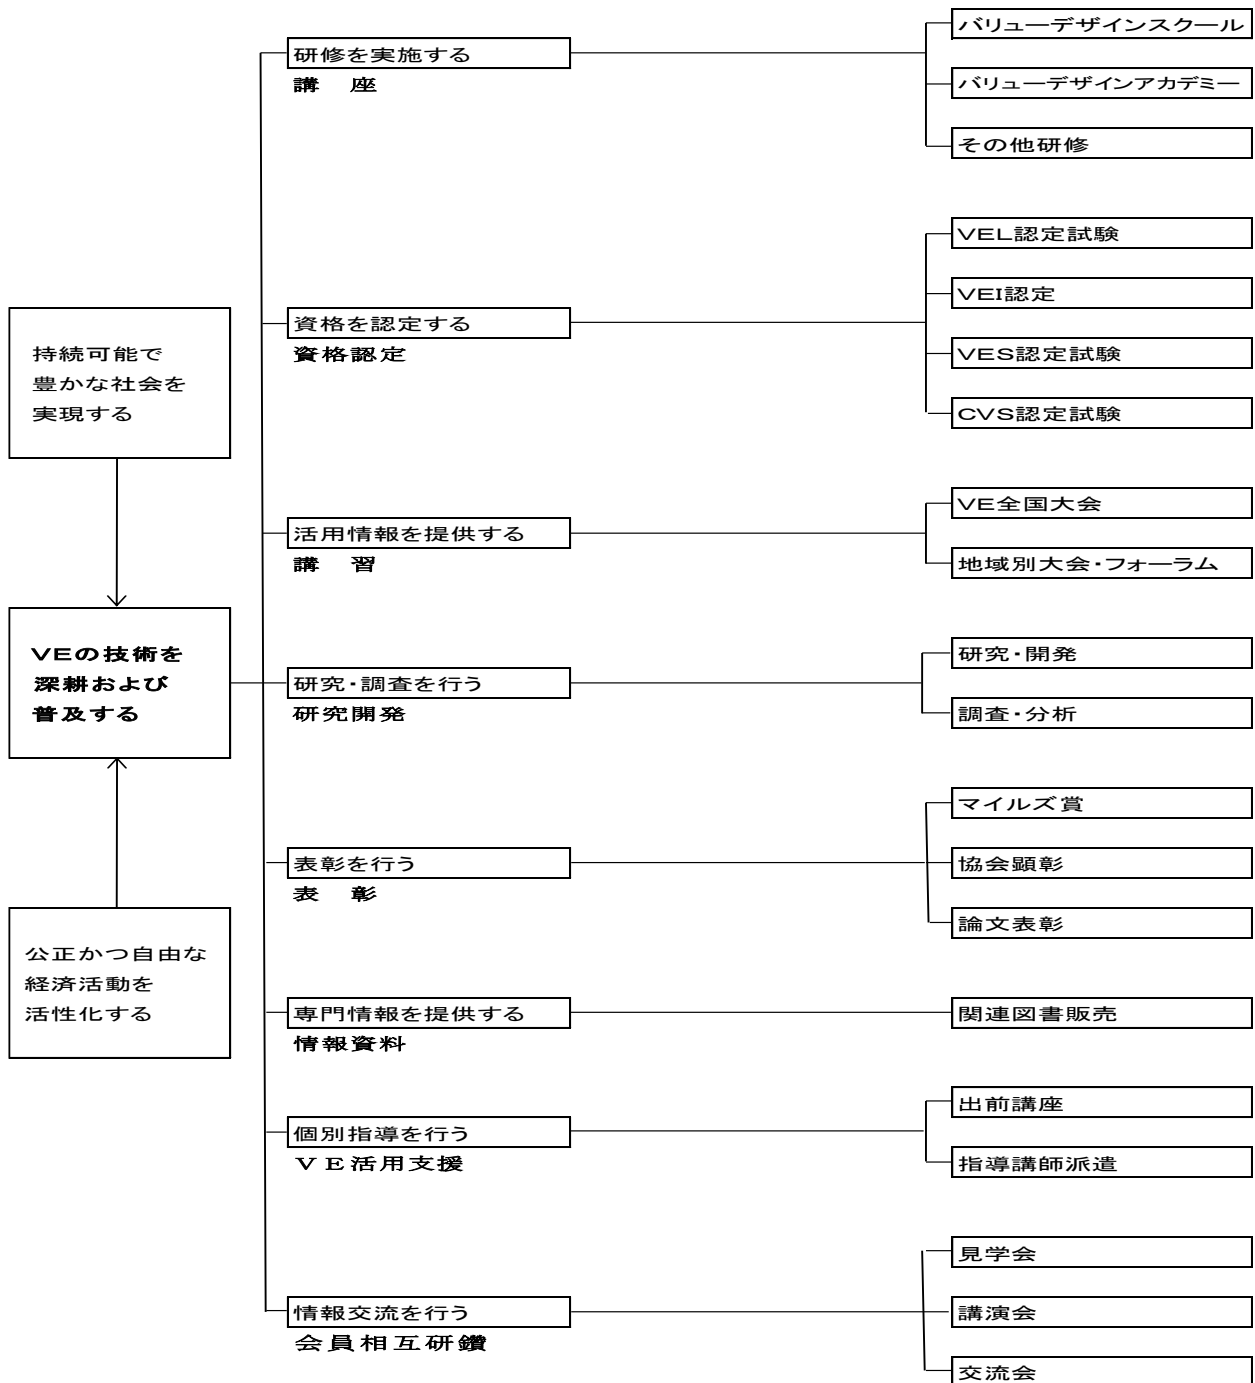 持続可能で
豊かな社会を
実現する
VEの技術を
深耕および
普及する
公正かつ自由な
経済活動を
活性化する
研修を実施する
講　座
バリューデザインスクール
バリューデザインアカデミー
その他研修
資格を認定する
資格認定
VEL認定試験
VEI認定
VES認定試験
CVS認定試験
活用情報を提供する
講　習
VE全国大会
地域別大会・フォーラム
研究・調査を行う
研究開発
研究・開発
調査・分析
表彰を行う
表　彰
マイルズ賞
協会顕彰
論文表彰
専門情報を提供する
情報資料
関連図書販売
個別指導を行う
ＶＥ活用支援
出前講座
指導講師派遣
情報交流を行う
会員相互研鑽
見学会
講演会
交流会